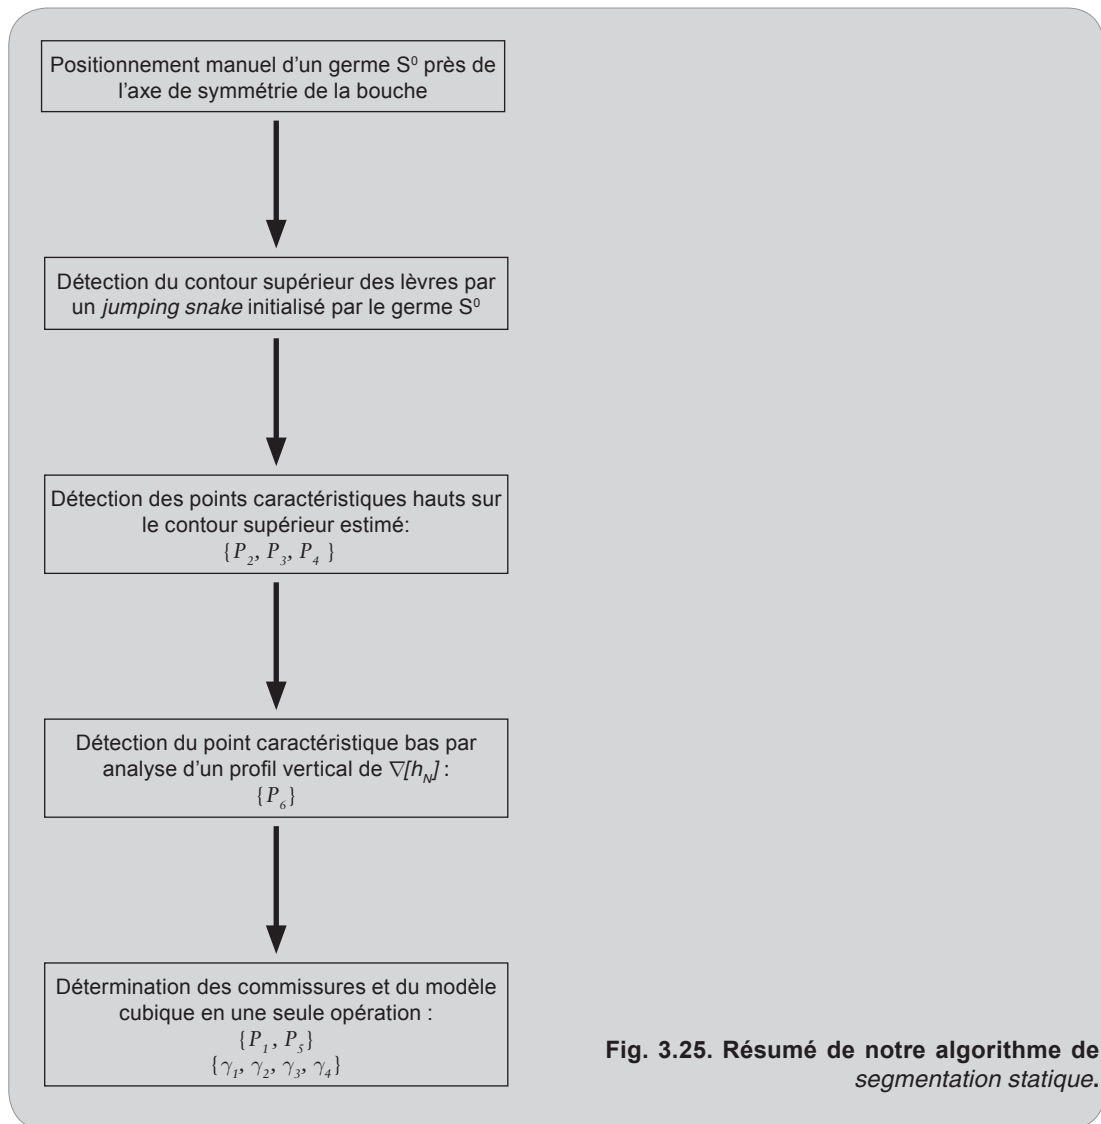 Positionnement manuel d'un germe S⁰ près de
l'axe de symmétrie de la bouche
Détection du contour supérieur des lèvres par
un jumping snake initialisé par le germe S⁰
Détection des points caractéristiques hauts sur
le contour supérieur estimé:
{P₂, P₃, P₄ }
Détection du point caractéristique bas par
analyse d'un profil vertical de ∇[h_N] :
{P₆}
Détermination des commissures et du modèle
cubique en une seule opération :
{P₁, P₅}
{γ₁, γ₂, γ₃, γ₄}
Fig. 3.25. Résumé de notre algorithme de
segmentation statique.